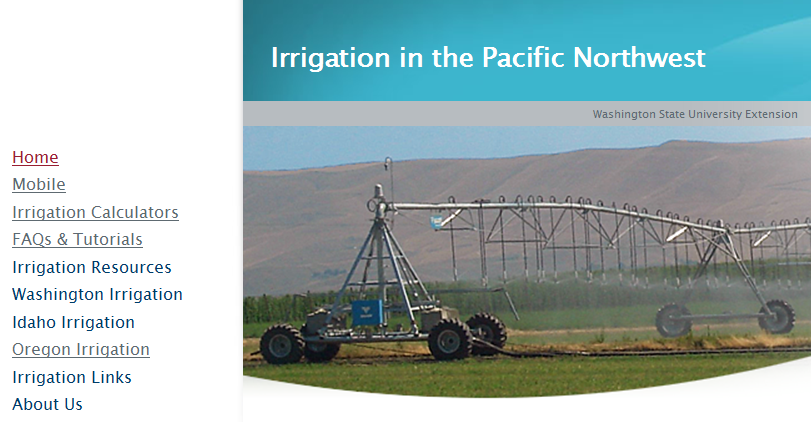 Irrigation in the Pacific Northwest
Washington State University Extension
Home
Mobile
Irrigation Calculators
FAQs & Tutorials
Irrigation Resources
Washington Irrigation
Idaho Irrigation
Oregon Irrigation
Irrigation Links
About Us